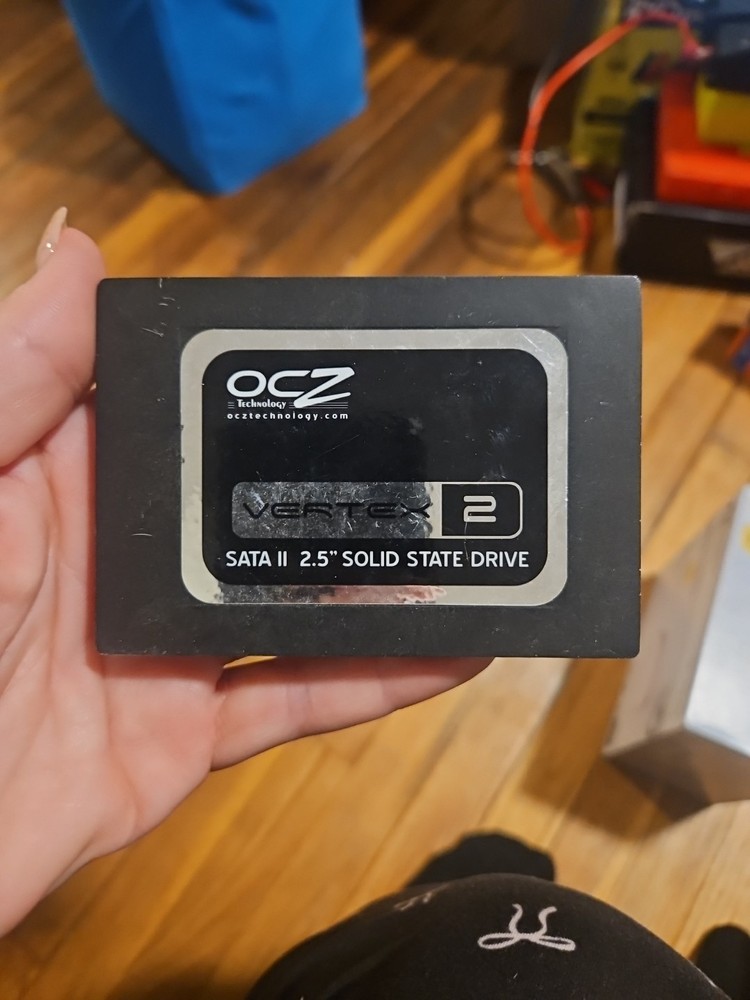 OCZ
Technology
ocztechnology.com
VERTEX 2
SATA II 2.5" SOLID STATE DRIVE